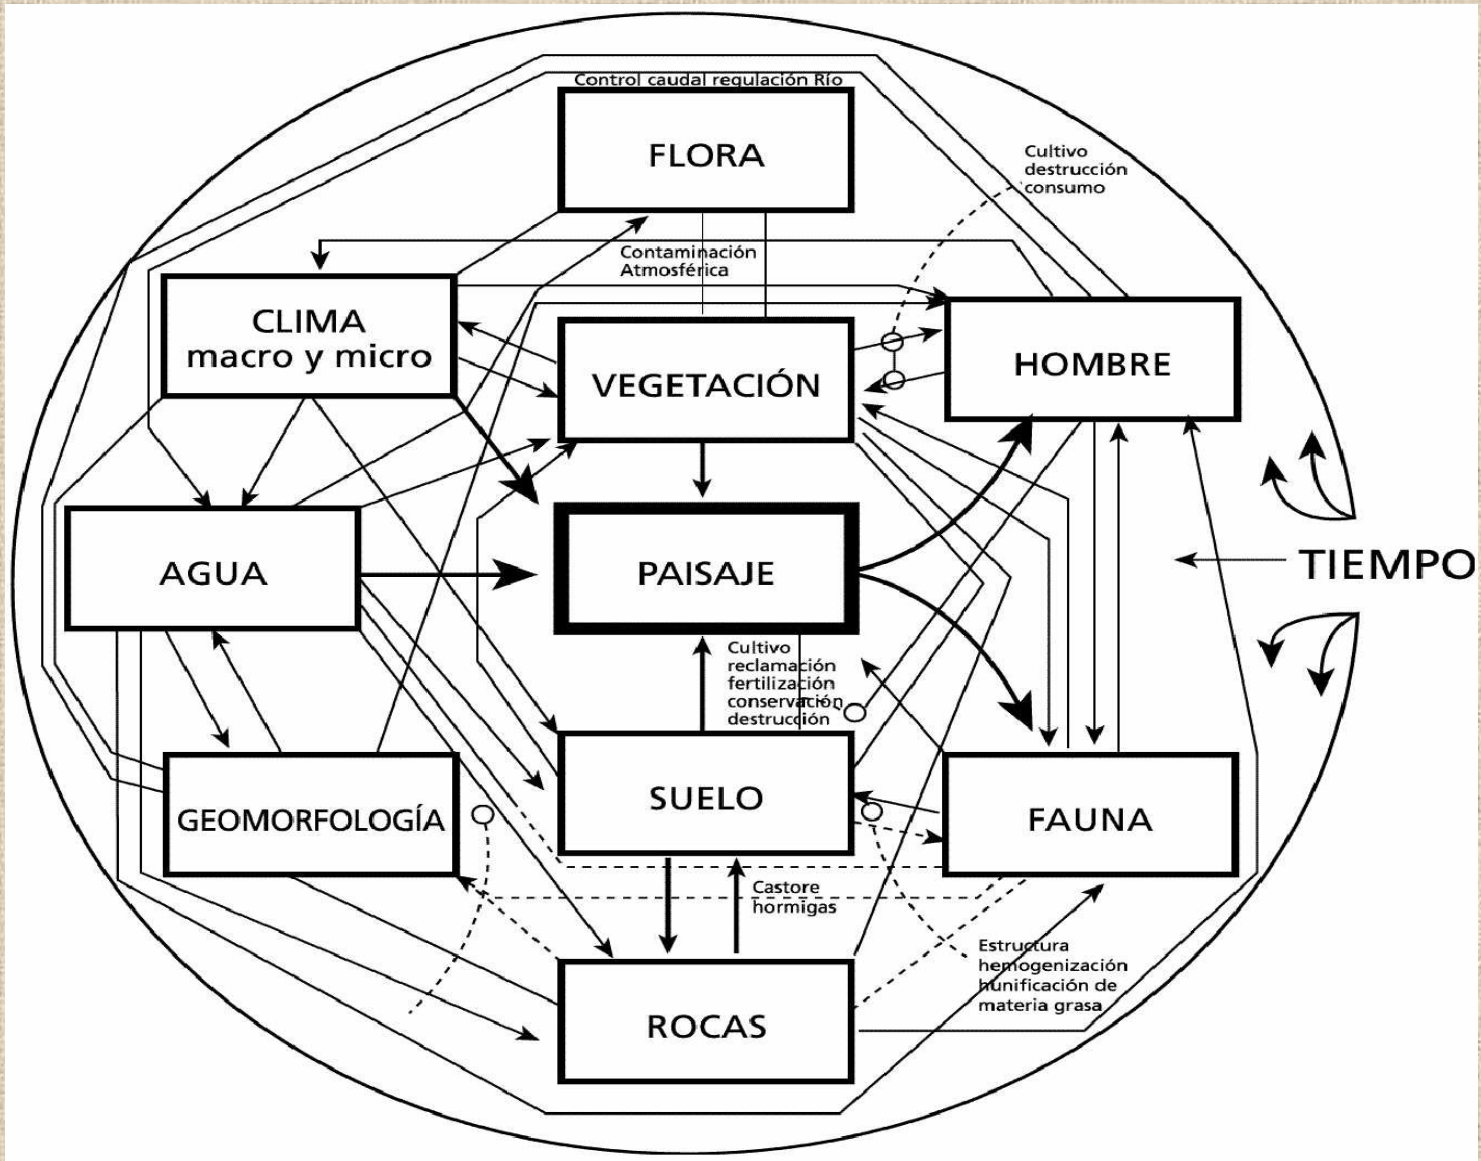 Control caudal regulación Río
FLORA
Cultivo
destrucción
consumo
Contaminación
Atmosférica
CLIMA
macro y micro
VEGETACIÓN
HOMBRE
AGUA
PAISAJE
TIEMPO
Cultivo
reclamación
fertilización
conservación
destrucción
GEOMORFOLOGÍA
SUELO
FAUNA
Castore
hormigas
Estructura
hemogenización
hunificación de
materia grasa
ROCAS